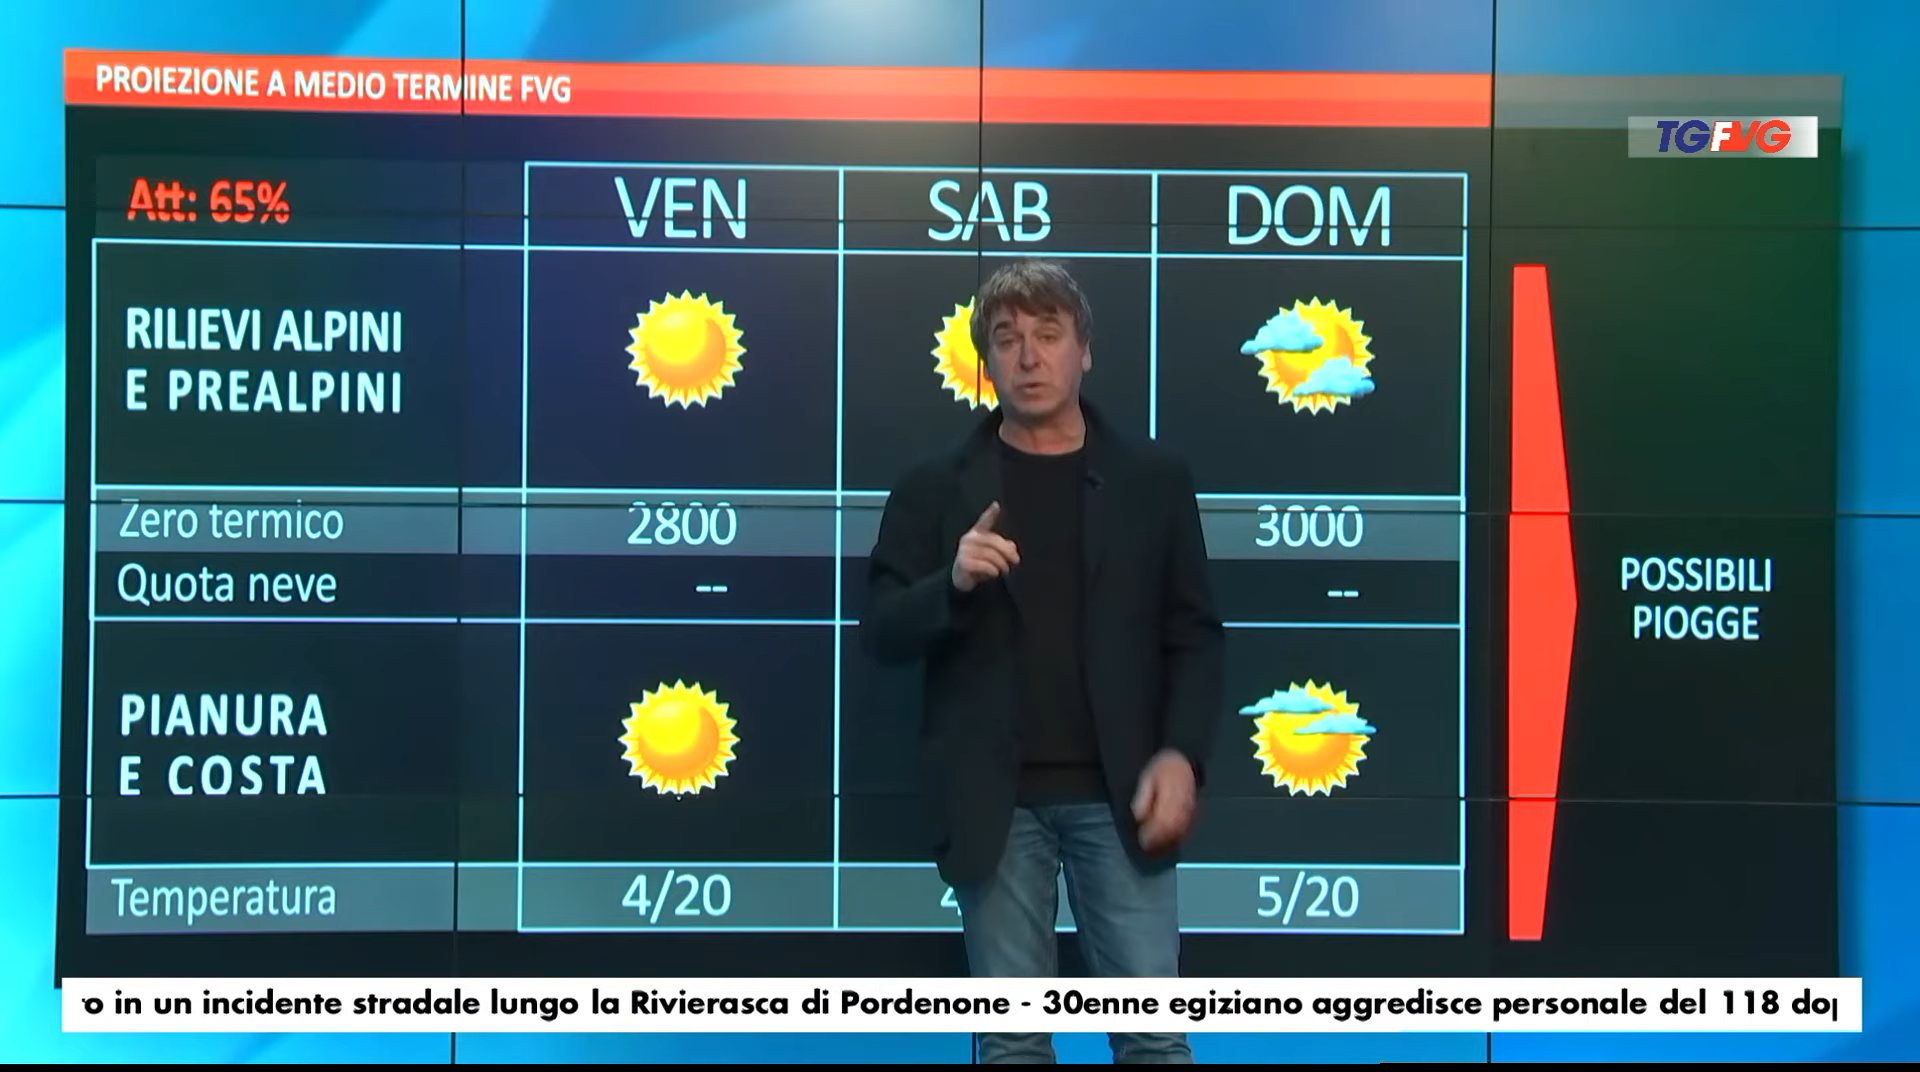 PROIEZIONE A MEDIO TERMINE FVG
TGFVG
Att: 65%
VEN
SAB
DOM
RILIEVI ALPINI
E PREALPINI
Zero termico
2800
3000
Quota neve
--
--
POSSIBILI
PIOGGE
PIANURA
E COSTA
Temperatura
4/20
5/20
in un incidente stradale lungo la Rivierasca di Pordenone - 30enne egiziano aggredisce personale del 118